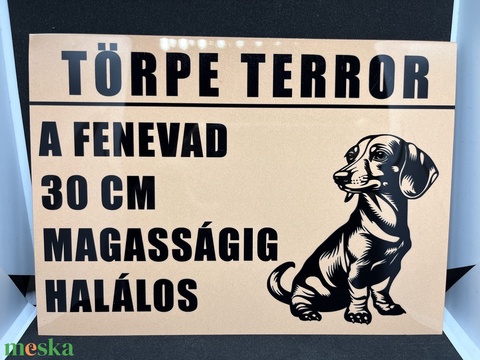 TÖRPE TERROR
A FENEVAD
30 CM
MAGASSÁGIG
HALÁLOS
meska